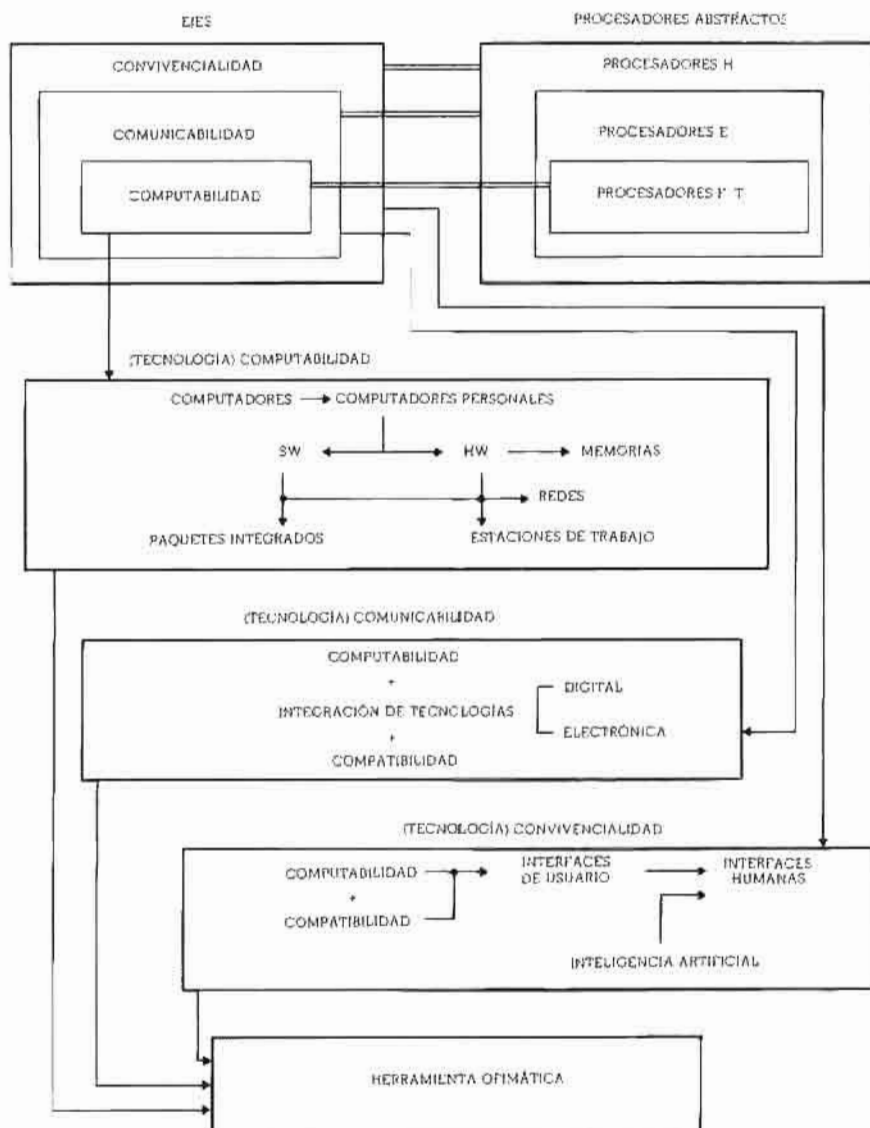 EJES
PROCESADORES ABSTRACTOS
CONVIVENCIALIDAD
PROCESADORES H
COMUNICABILIDAD
PROCESADORES E
COMPUTABILIDAD
PROCESADORES T
(TECNOLOGÍA) COMPUTABILIDAD
COMPUTADORES
COMPUTADORES PERSONALES
SW
HW
MEMORIAS
REDES
PAQUETES INTEGRADOS
ESTACIONES DE TRABAJO
(TECNOLOGÍA) COMUNICABILIDAD
COMPUTABILIDAD
+
INTEGRACIÓN DE TECNOLOGÍAS
DIGITAL
ELECTRÓNICA
+
COMPATIBILIDAD
(TECNOLOGÍA) CONVIVENCIALIDAD
COMPUTABILIDAD
+
COMPATIBILIDAD
INTERFACES
DE USUARIO
INTERFACES
HUMANAS
INTELIGENCIA ARTIFICIAL
HERRAMIENTA OFIMÁTICA